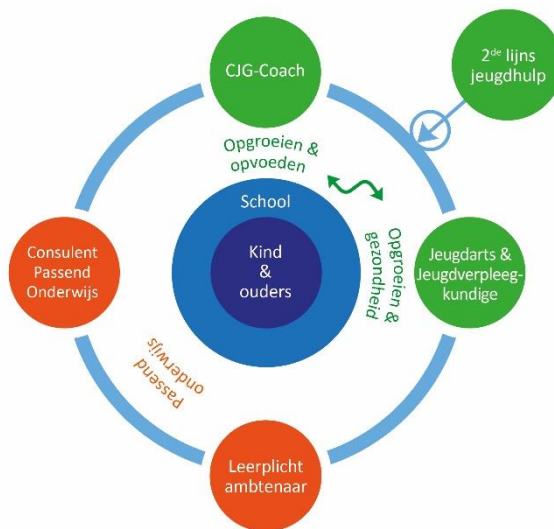 CJG-Coach
2de lijns
jeugdhulp
Opgroeien &
opvoeden
School
Kind
&
ouders
Opgroeien &
gezondheid
Consulent
Passend
Onderwijs
Jeugdarts &
Jeugdverpleeg-
kundige
Passend
onderwijs
Leerplicht
ambtenaar